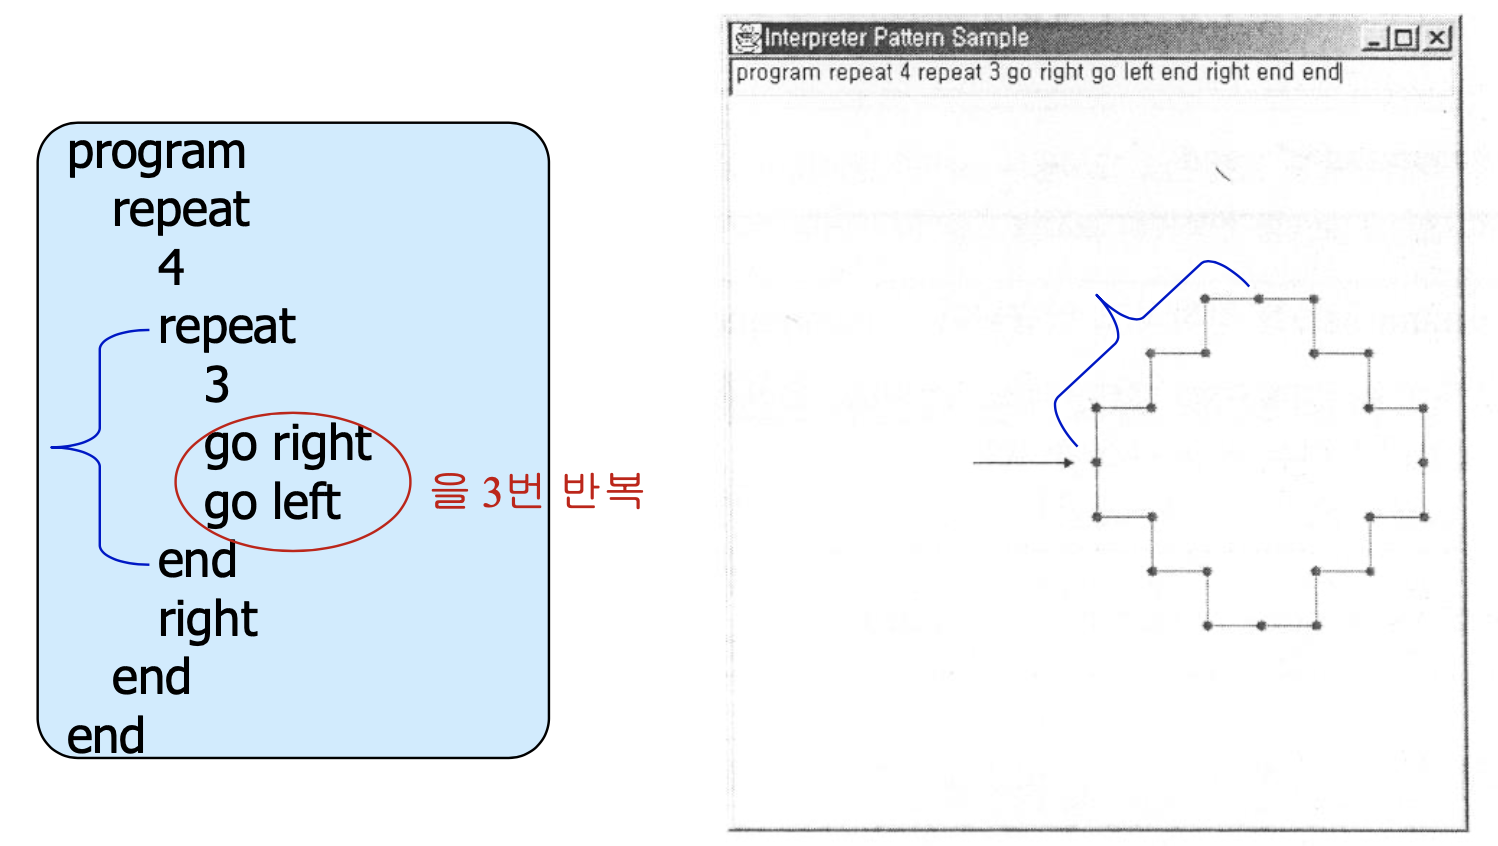 program
repeat
4
repeat
3
go right
go left
end
right
end
end
을 3번 반복
Interpreter Pattern Sample
program repeat 4 repeat 3 go right go left end right end end